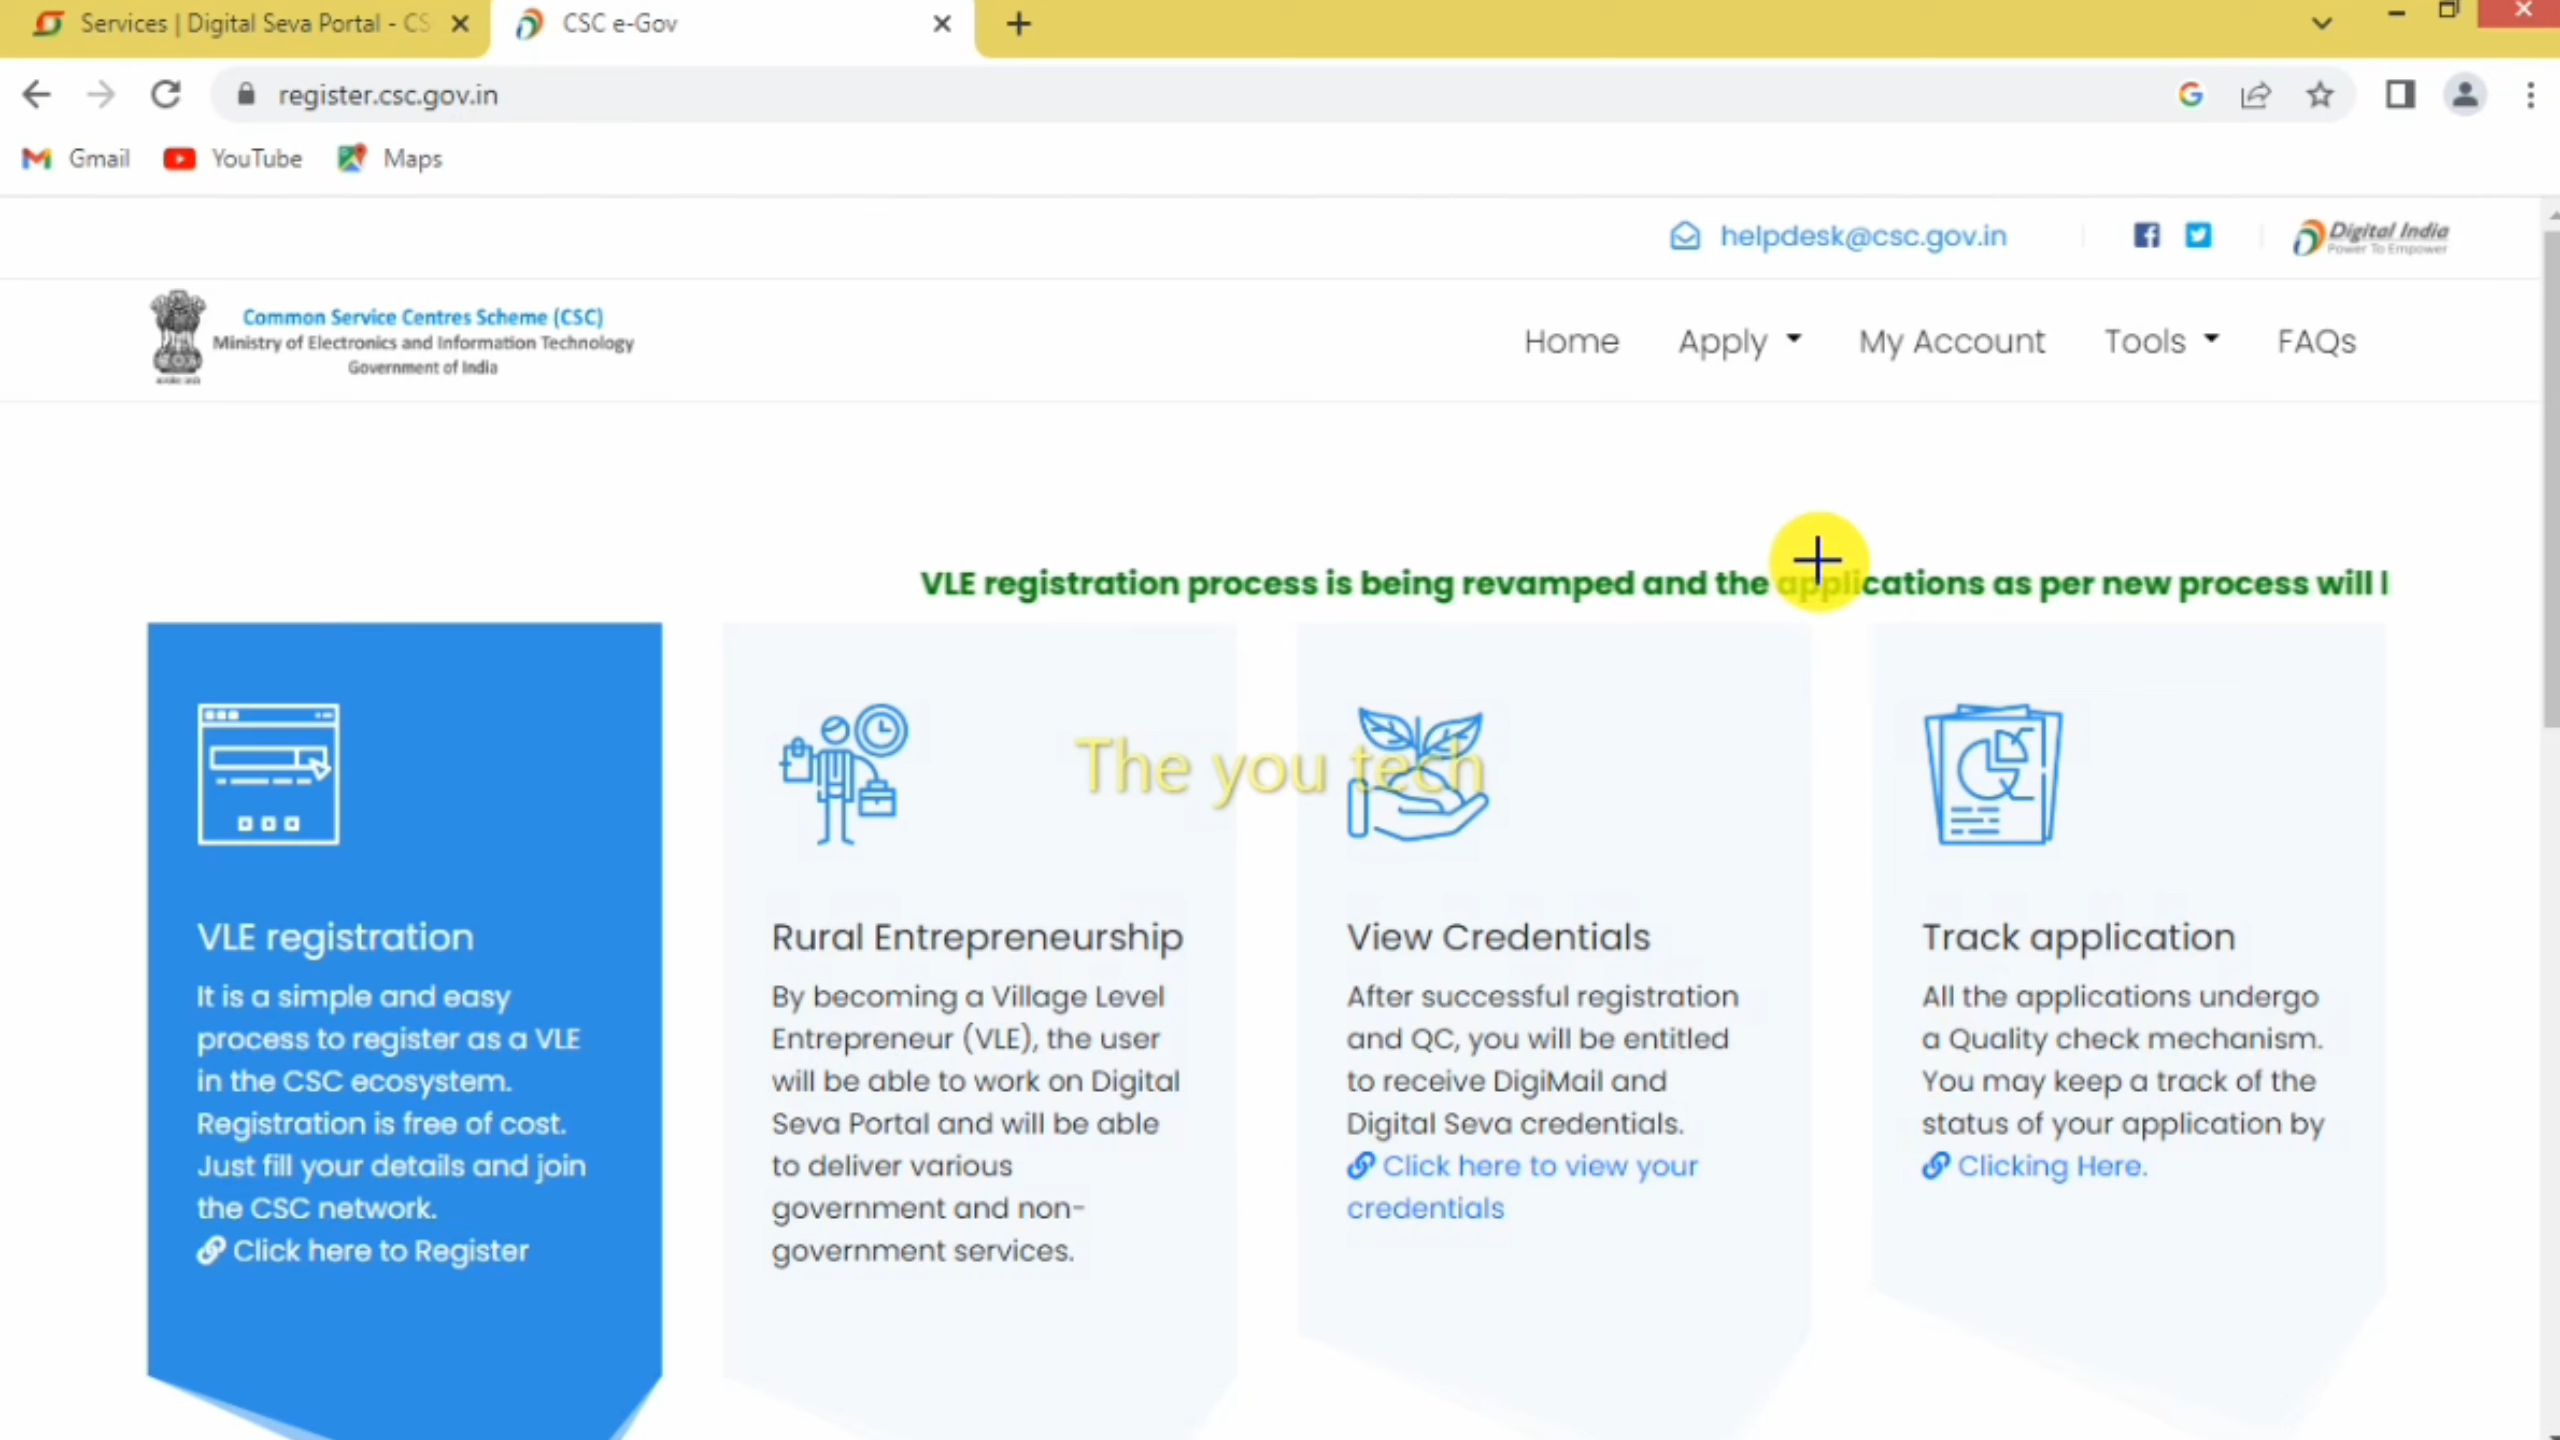 Services | Digital Seva Portal - CS
CSC e-Gov
register.csc.gov.in
Gmail
YouTube
Maps
helpdesk@csc.gov.in
Digital India
Power To Empower
Common Service Centres Scheme (CSC)
Ministry of Electronics and Information Technology
Government of India
Home
Apply
My Account
Tools
FAQs
VLE registration process is being revamped and the applications as per new process will
The you tech
VLE registration
It is a simple and easy
process to register as a VLE
in the CSC ecosystem.
Registration is free of cost.
Just fill your details and join
the CSC network.
Click here to Register
Rural Entrepreneurship
By becoming a Village Level
Entrepreneur (VLE), the user
will be able to work on Digital
Seva Portal and will be able
to deliver various
government and non-
government services.
View Credentials
After successful registration
and QC, you will be entitled
to receive DigiMail and
Digital Seva credentials.
Click here to view your
credentials
Track application
All the applications undergo
a Quality check mechanism.
You may keep a track of the
status of your application by
Clicking Here.